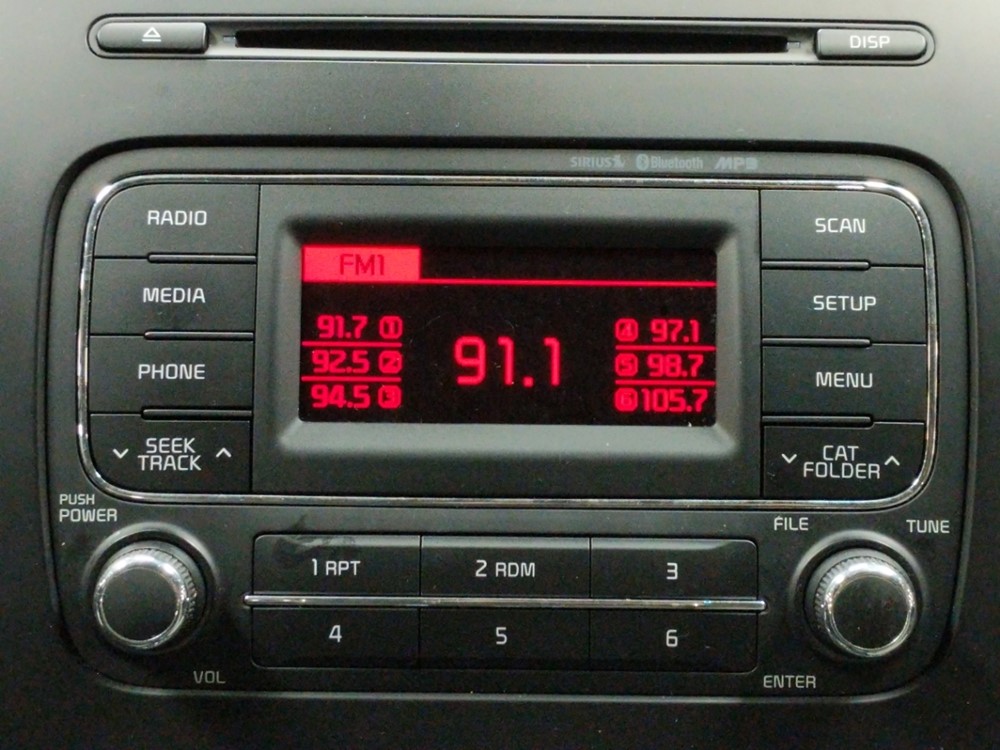 DISP
SIRIUS Bluetooth MP3
RADIO
MEDIA
PHONE
SEEK
TRACK
FM1
91.7 1
92.5 2
94.5 3
91.1
4 97.1
5 98.7
6 105.7
SCAN
SETUP
MENU
CAT
FOLDER
PUSH
POWER
VOL
1 RPT
2 RDM
3
4
5
6
FILE
TUNE
ENTER